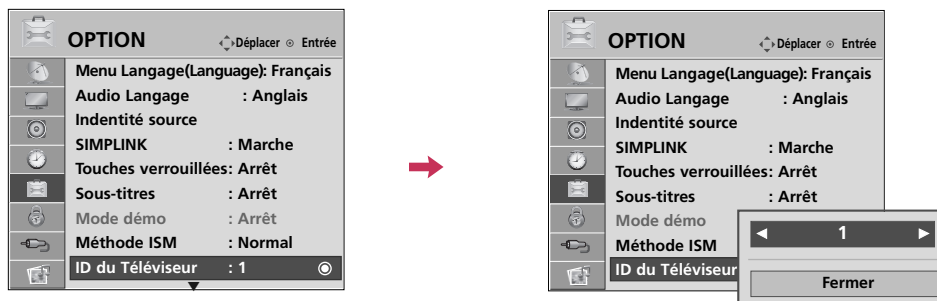 OPTION Déplacer Entrée
Menu Langage(Language): Français
Audio Langage : Anglais
Indentité source
SIMPLINK : Marche
Touches verrouillées: Arrêt
Sous-titres : Arrêt
Mode démo : Arrêt
Méthode ISM : Normal
ID du Téléviseur : 1
OPTION Déplacer Entrée
Menu Langage(Language): Français
Audio Langage : Anglais
Indentité source
SIMPLINK : Marche
Touches verrouillées: Arrêt
Sous-titres : Arrêt
Mode démo
Méthode ISM
ID du Téléviseur
◄ 1 ►
Fermer